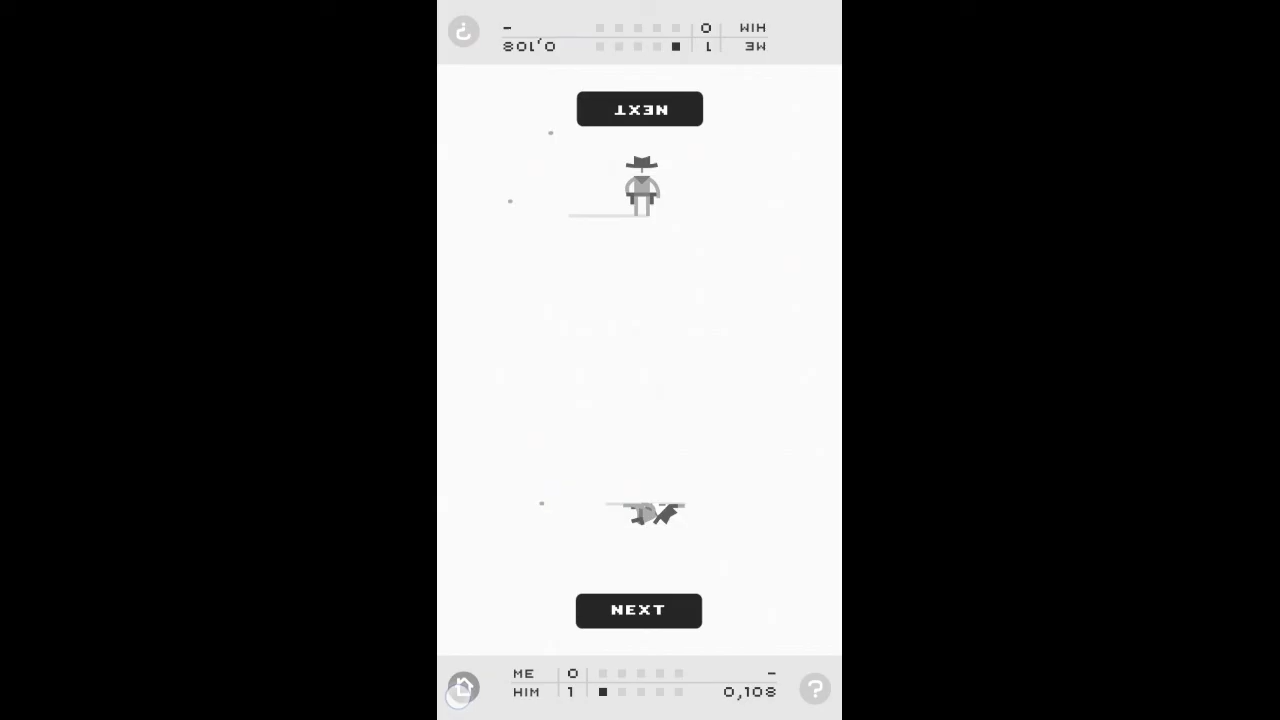 ¿
-
0
HIM
0,108
1
ME
NEXT
NEXT
ME 0 -
HIM 1 0,108
?